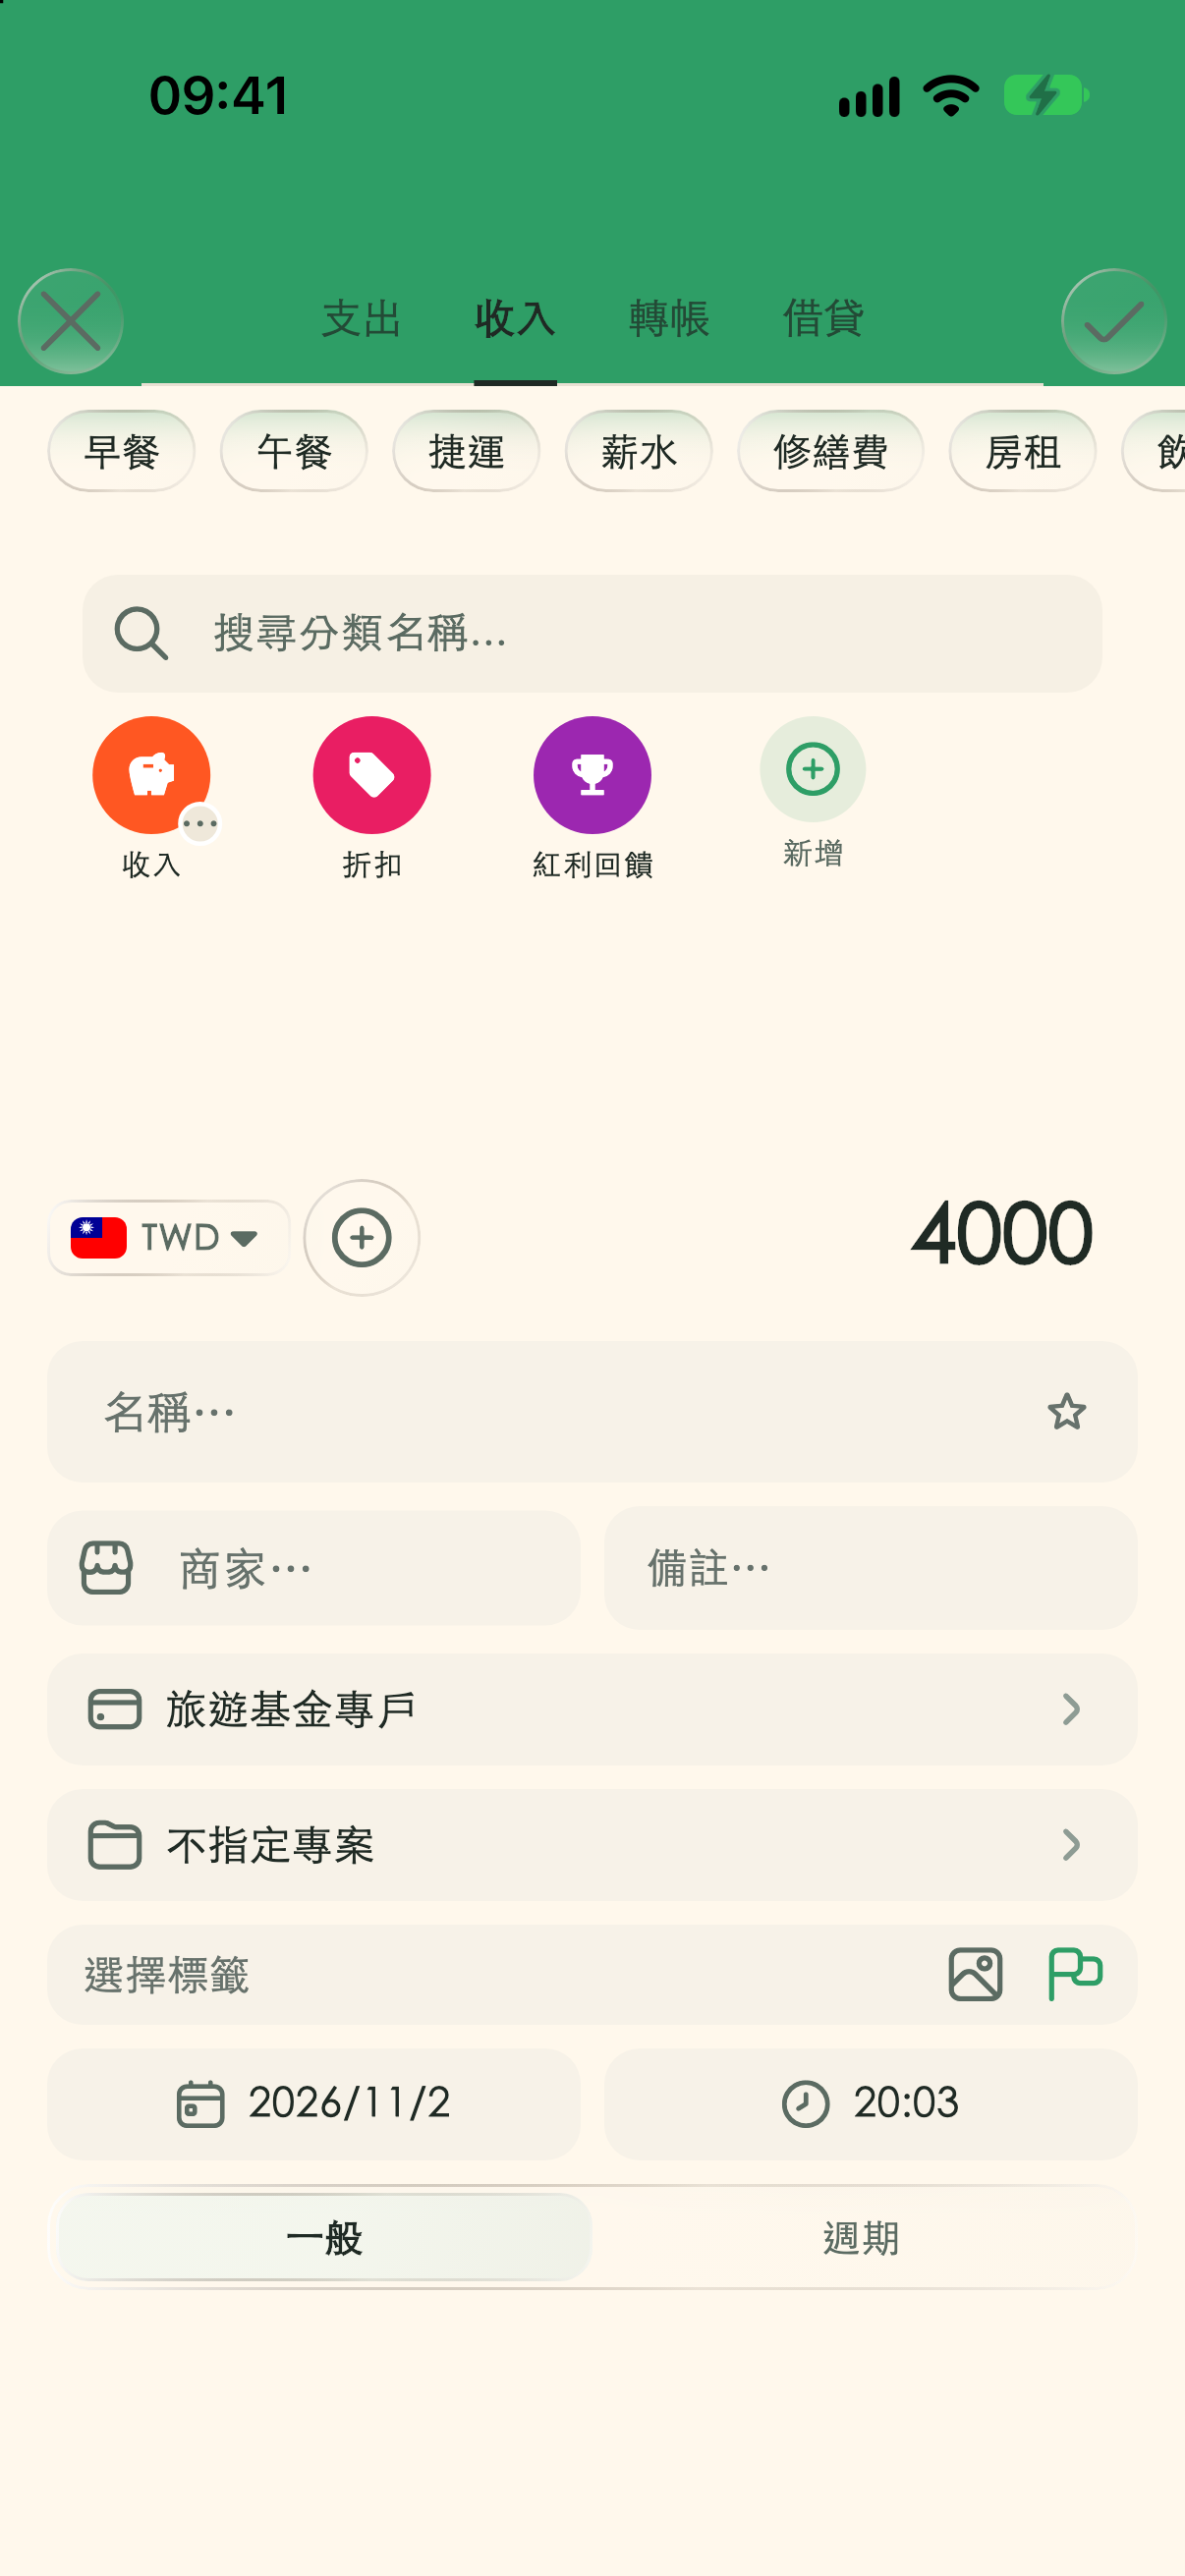 09:41
支出 收入 轉帳 借貸
早餐 午餐 捷運 薪水 修繕費 房租
搜尋分類名稱...
收入 折扣 紅利回饋 新增
TWD 4000
名稱…
商家… 備註…
旅遊基金專戶
不指定專案
選擇標籤
2026/11/2 20:03
一般 週期